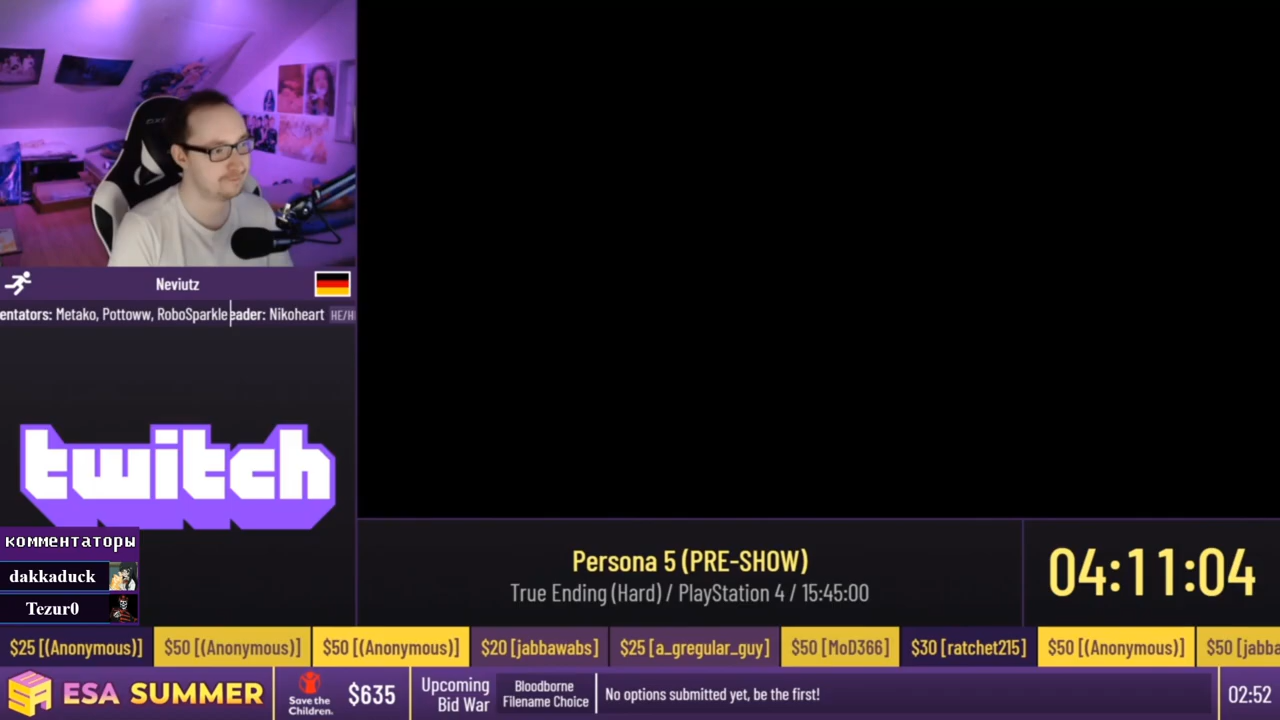 Neviutz
entators: Metako, Pottoww, RoboSparkle
eader: Nikoheart HE/H
twitch
комментаторы
dakkaduck
Tezur0
Persona 5 (PRE-SHOW)
True Ending (Hard) / PlayStation 4 / 15:45:00
04:11:04
$25 [(Anonymous)] $50 [(Anonymous)] $50 [(Anonymous)] $20 [jabbawabs] $25 [a_gregular_guy] $50 [MoD366] $30 [ratchet215] $50 [(Anonymous)] $50 [jabba
ESA SUMMER
Save the
Children.
$635
Upcoming
Bid War
Bloodborne
Filename Choice
No options submitted yet, be the first!
02:52